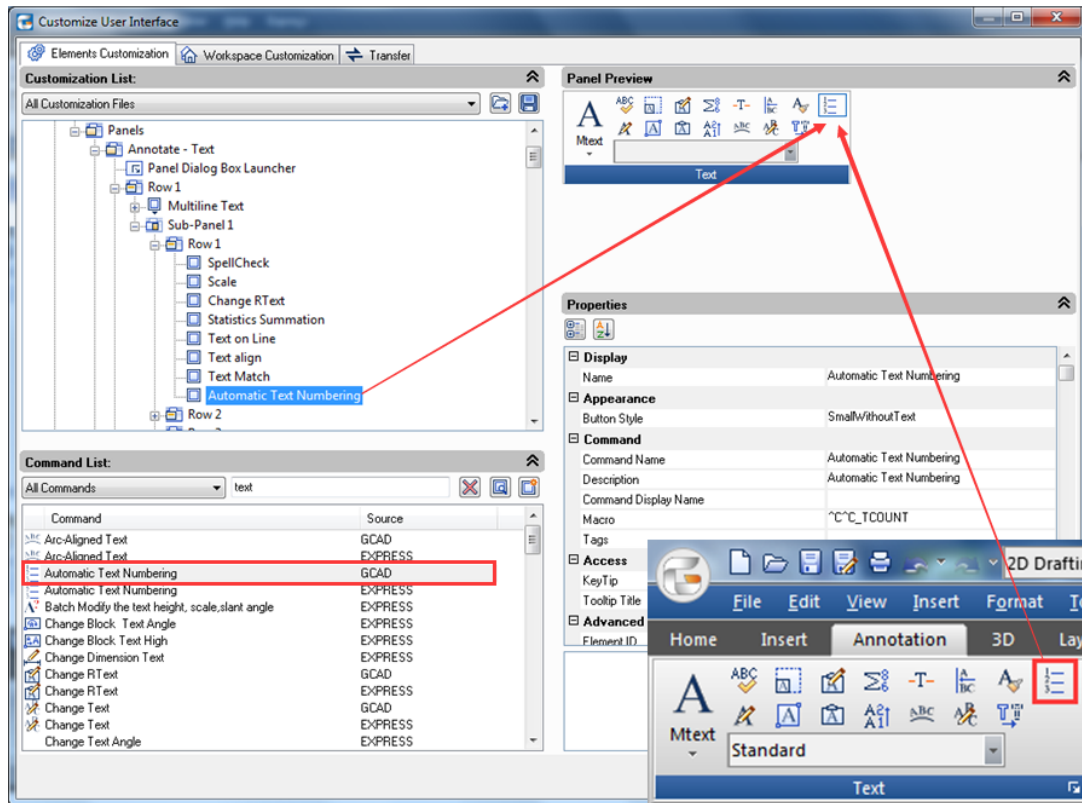 Customize User Interface
Elements Customization Workspace Customization Transfer
Customization List:
All Customization Files
Panels
Annotate - Text
Panel Dialog Box Launcher
Row 1
Multiline Text
Sub-Panel 1
Row 1
SpellCheck
Scale
Change RText
Statistics Summation
Text on Line
Text align
Text Match
Automatic Text Numbering
Row 2
Command List:
All Commands text
Command Source
Arc-Aligned Text GCAD
Arc-Aligned Text EXPRESS
Automatic Text Numbering GCAD
Automatic Text Numbering EXPRESS
Batch Modify the text height, scale,slant angle EXPRESS
Change Block Text Angle EXPRESS
Change Block Text High EXPRESS
Change Dimension Text EXPRESS
Change RText GCAD
Change RText EXPRESS
Change Text GCAD
Change Text EXPRESS
Change Text Angle EXPRESS
Panel Preview
Mtext
Text
Properties
Display
Name Automatic Text Numbering
Appearance
Button Style SmallWithoutText
Command
Command Name Automatic Text Numbering
Description Automatic Text Numbering
Command Display Name
Macro ^C^C_TCOUNT
Tags
Access
KeyTip
Tooltip Title
Advanced
Element ID
2D Drafti
File Edit View Insert Format
Home Insert Annotation 3D Lay
Mtext
Standard
Text